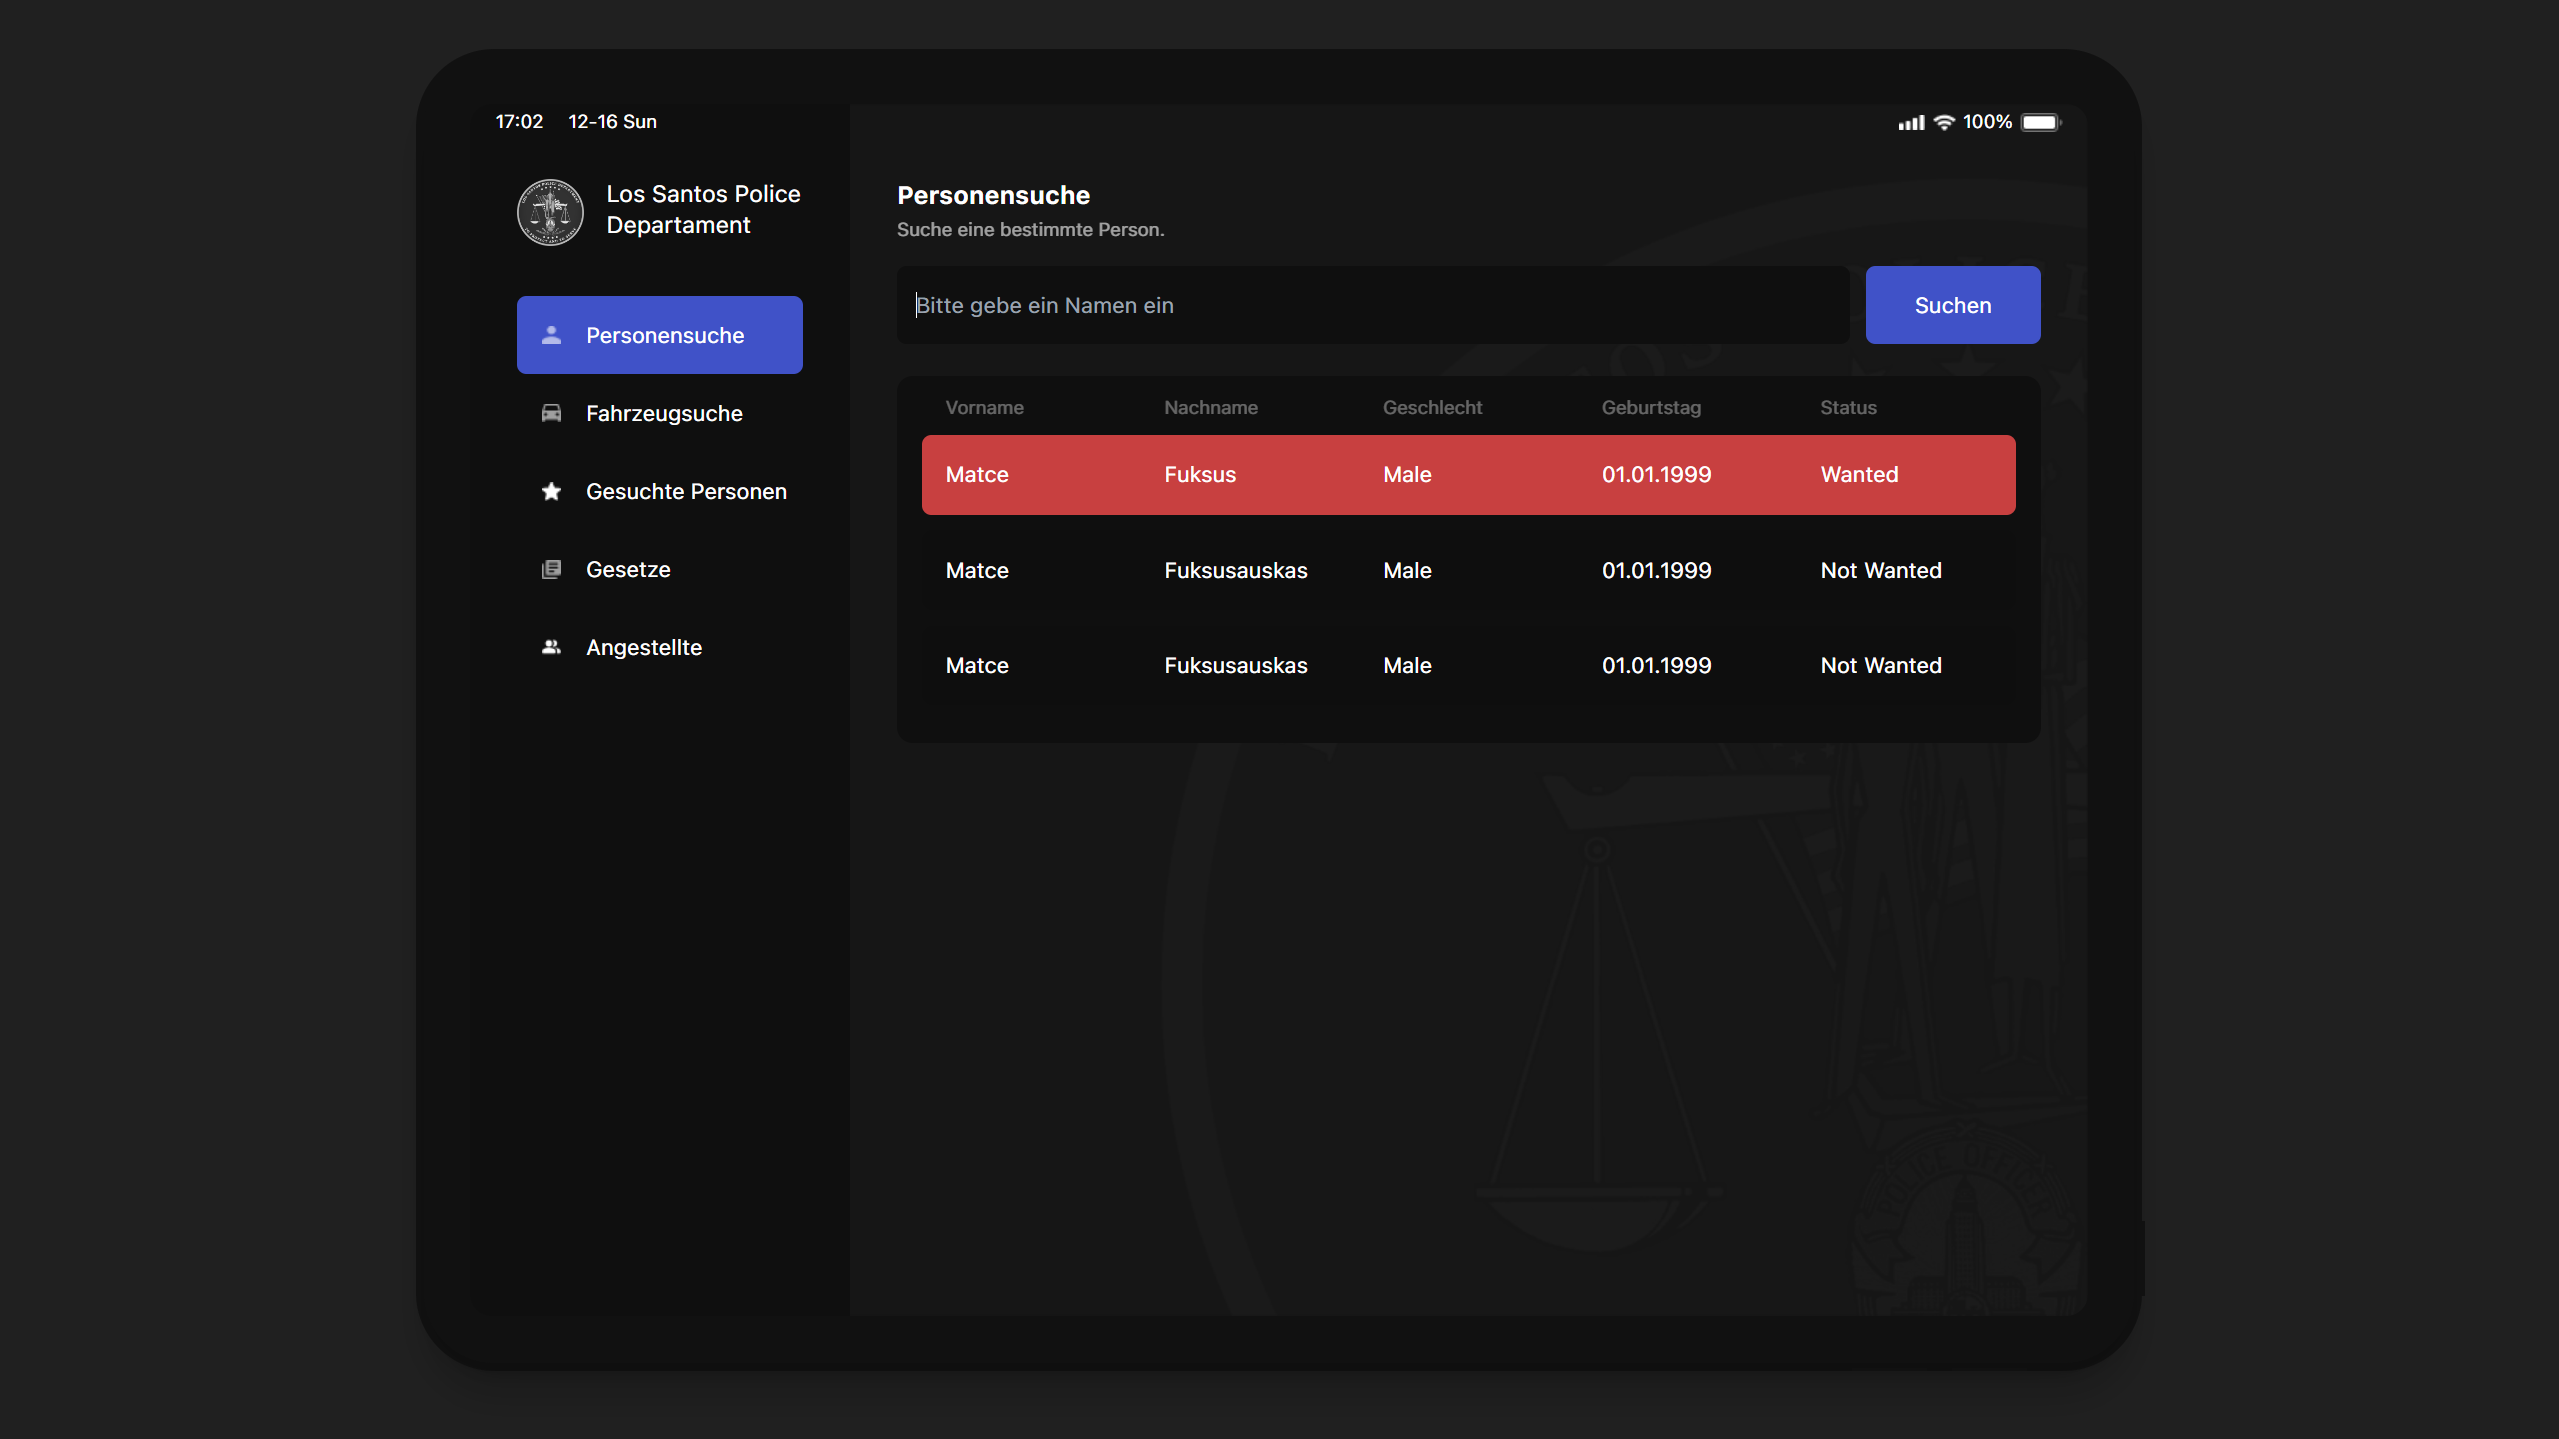 17:02 12-16 Sun
100%
Los Santos Police
Departament
Personensuche
Fahrzeugsuche
Gesuchte Personen
Gesetze
Angestellte
Personensuche
Suche eine bestimmte Person.
Bitte gebe ein Namen ein
Suchen
Vorname Nachname Geschlecht Geburtstag Status
Matce Fuksus Male 01.01.1999 Wanted
Matce Fuksusauskas Male 01.01.1999 Not Wanted
Matce Fuksusauskas Male 01.01.1999 Not Wanted
POLICE OFFICER